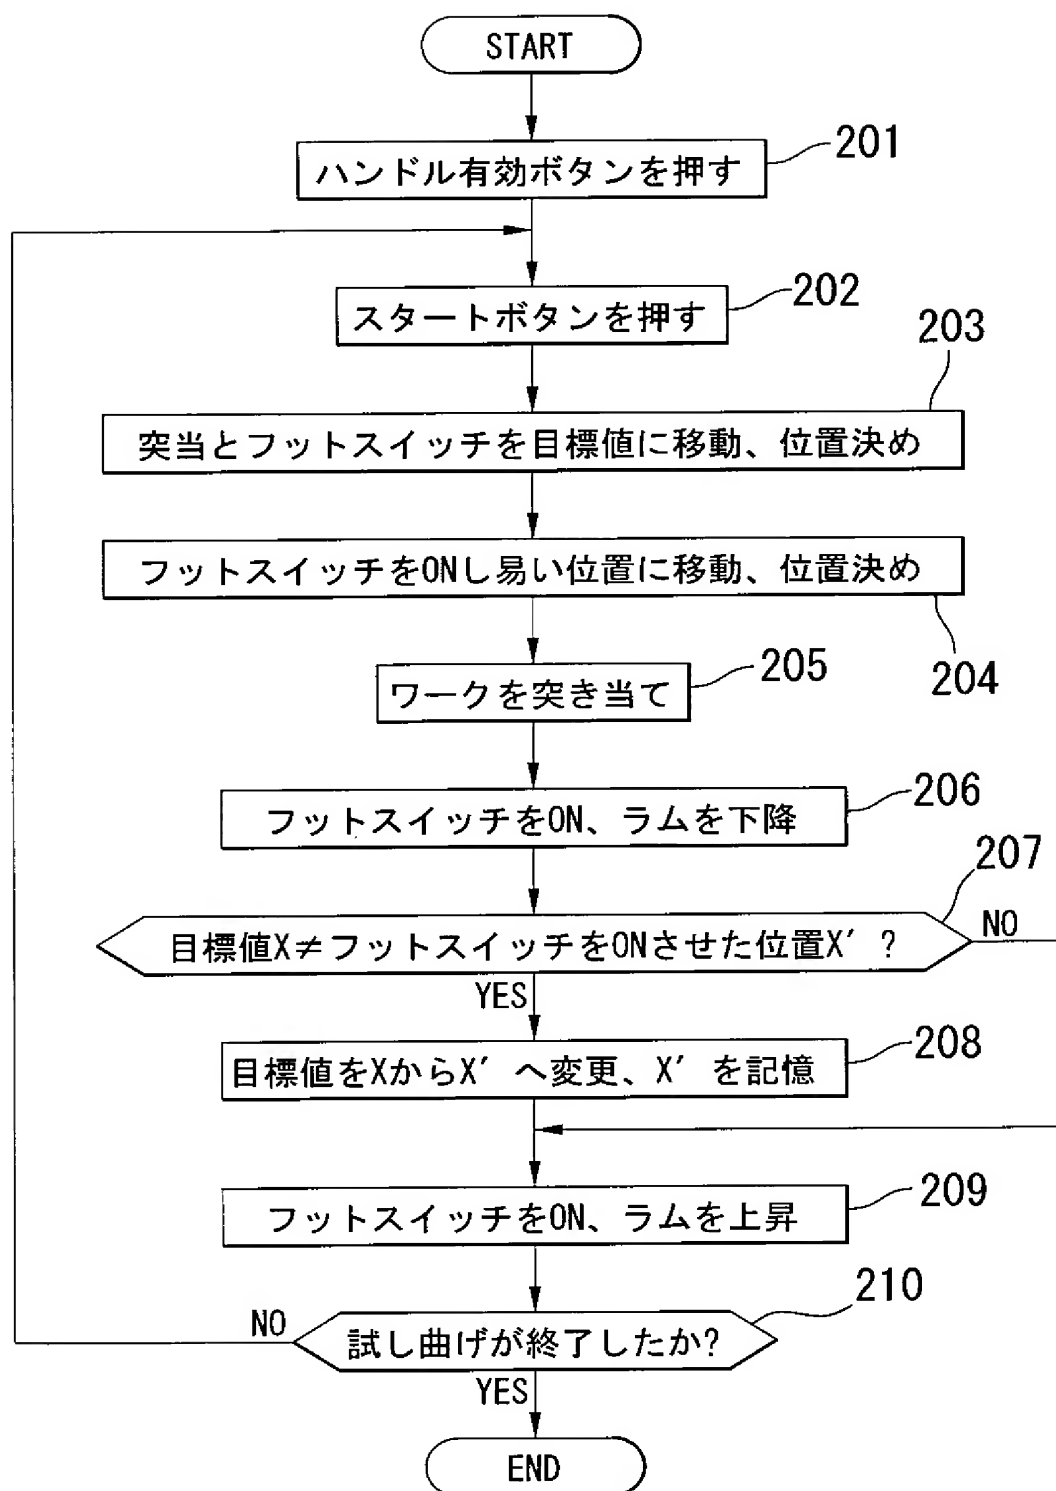 START
201
ハンドル有効ボタンを押す
202
スタートボタンを押す
203
突当とフットスイッチを目標値に移動、位置決め
フットスイッチをONし易い位置に移動、位置決め
204
205
ワークを突き当て
206
フットスイッチをON、ラムを下降
207
目標値X≠フットスイッチをONさせた位置X′?
NO
YES
208
目標値をXからX′へ変更、X′を記憶
209
フットスイッチをON、ラムを上昇
210
NO
試し曲げが終了したか?
YES
END